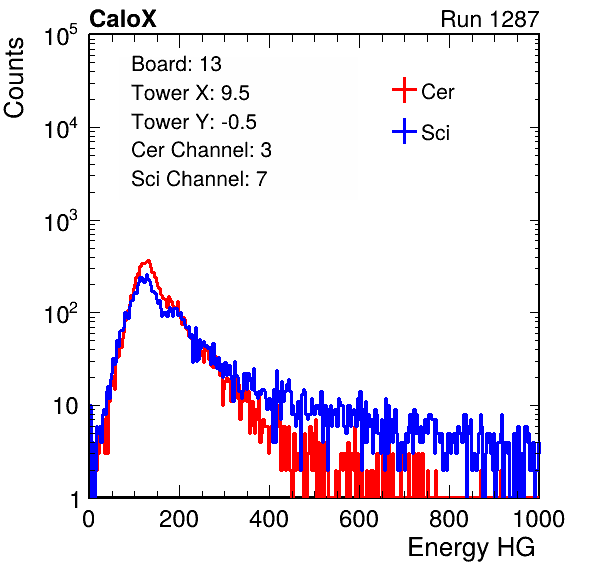 CaloX Run 1287
Counts
10^5
10^4
10^3
10^2
10
1
Board: 13
Tower X: 9.5
Tower Y: -0.5
Cer Channel: 3
Sci Channel: 7
Cer
Sci
0 200 400 600 800 1000
Energy HG